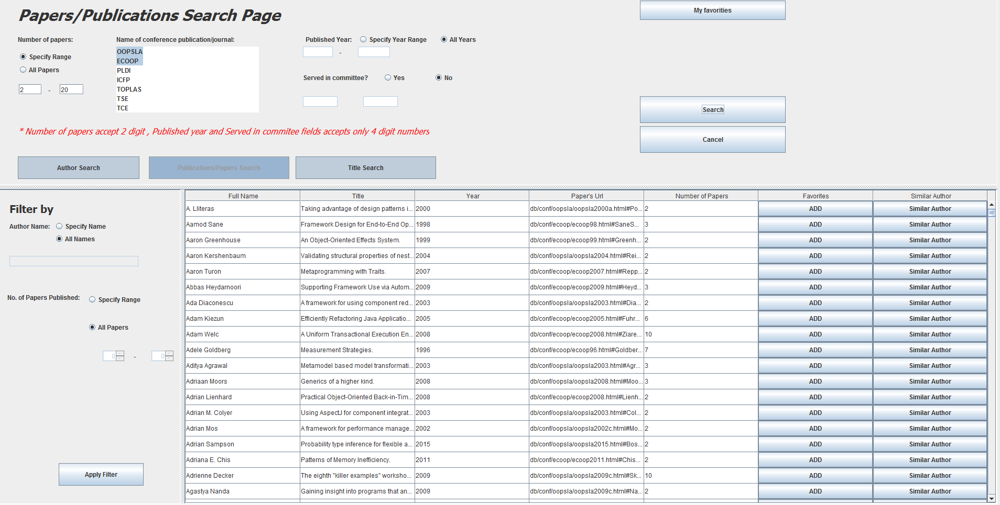 Papers/Publications Search Page
My favorities
Number of papers:
Specify Range
All Papers
2 - 20
Name of conference publication/journal:
OOPSLA
ECOOP
PLDI
ICFP
TOPLAS
TSE
TCE
Published Year: Specify Year Range All Years
-
Served in committee? Yes No
Search
Cancel
* Number of papers accept 2 digit , Published year and Served in commitee fields accepts only 4 digit numbers
Author Search Publications/Papers Search Title Search
Filter by
Author Name: Specify Name
All Names
No. of Papers Published: Specify Range
All Papers
0 - 0
Apply Filter
Full Name Title Year Paper's Url Number of Papers Favorites Similar Author
A. Lliteras Taking advantage of design patterns i... 2000 db/conf/oopsla/oopsla2000a.html#Po... 2 ADD Similar Author
Aamod Sane Framework Design for End-to-End Op... 1998 db/conf/ecoop/ecoop98.html#SaneS... 3 ADD Similar Author
Aaron Greenhouse An Object-Oriented Effects System. 1999 db/conf/ecoop/ecoop99.html#Greenh... 2 ADD Similar Author
Aaron Kershenbaum Validating structural properties of nest... 2004 db/conf/oopsla/oopsla2004.html#Rei... 2 ADD Similar Author
Aaron Turon Metaprogramming with Traits. 2007 db/conf/ecoop/ecoop2007.html#Repp... 2 ADD Similar Author
Abbas Heydarnoori Supporting Framework Use via Autom... 2009 db/conf/ecoop/ecoop2009.html#Heyd... 3 ADD Similar Author
Ada Diaconescu A framework for using component red... 2003 db/conf/oopsla/oopsla2003.html#Dia... 2 ADD Similar Author
Adam Kiezun Efficiently Refactoring Java Applicatio... 2005 db/conf/ecoop/ecoop2005.html#Fuhr... 6 ADD Similar Author
Adam Welc A Uniform Transactional Execution En... 2008 db/conf/ecoop/ecoop2008.html#Ziare... 10 ADD Similar Author
Adele Goldberg Measurement Strategies. 1996 db/conf/ecoop/ecoop96.html#Goldber... 7 ADD Similar Author
Aditya Agrawal Metamodel based model transformati... 2003 db/conf/oopsla/oopsla2003.html#Agr... 3 ADD Similar Author
Adriaan Moors Generics of a higher kind. 2008 db/conf/oopsla/oopsla2008.html#Moo... 3 ADD Similar Author
Adrian Lienhard Practical Object-Oriented Back-in-Tim... 2008 db/conf/ecoop/ecoop2008.html#Lienh... 2 ADD Similar Author
Adrian M. Colyer Using AspectJ for component integrat... 2003 db/conf/oopsla/oopsla2003.html#Col... 2 ADD Similar Author
Adrian Mos A framework for performance manage... 2002 db/conf/oopsla/oopsla2002c.html#Mo... 2 ADD Similar Author
Adrian Sampson Probability type inference for flexible a... 2015 db/conf/oopsla/oopsla2015.html#Bos... 2 ADD Similar Author
Adriana E. Chis Patterns of Memory Inefficiency. 2011 db/conf/ecoop/ecoop2011.html#Chis... 2 ADD Similar Author
Adrienne Decker The eighth "killer examples" worksho... 2009 db/conf/oopsla/oopsla2009c.html#Sk... 10 ADD Similar Author
Agastya Nanda Gaining insight into programs that an... 2009 db/conf/oopsla/oopsla2009c.html#Na... 2 ADD Similar Author